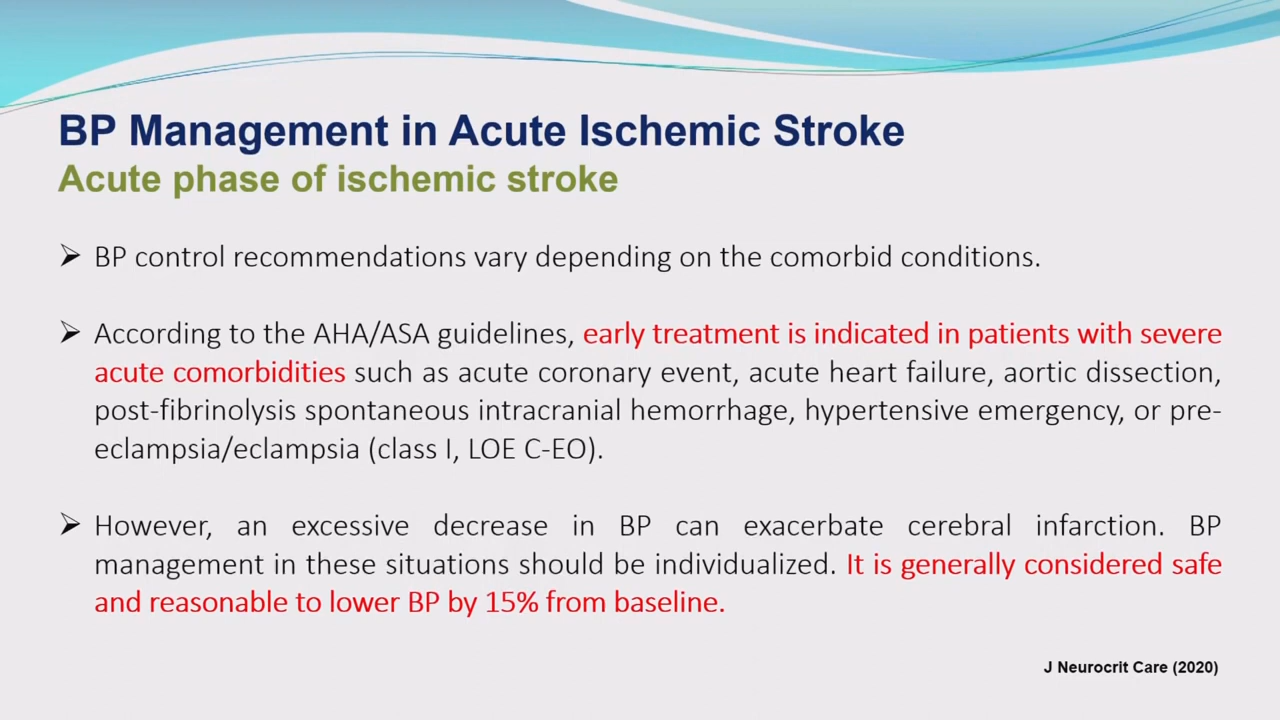 BP Management in Acute Ischemic Stroke
Acute phase of ischemic stroke
➢ BP control recommendations vary depending on the comorbid conditions.
➢ According to the AHA/ASA guidelines, early treatment is indicated in patients with severe
acute comorbidities such as acute coronary event, acute heart failure, aortic dissection,
post-fibrinolysis spontaneous intracranial hemorrhage, hypertensive emergency, or pre-
eclampsia/eclampsia (class I, LOE C-EO).
➢ However, an excessive decrease in BP can exacerbate cerebral infarction. BP
management in these situations should be individualized. It is generally considered safe
and reasonable to lower BP by 15% from baseline.
J Neurocrit Care (2020)